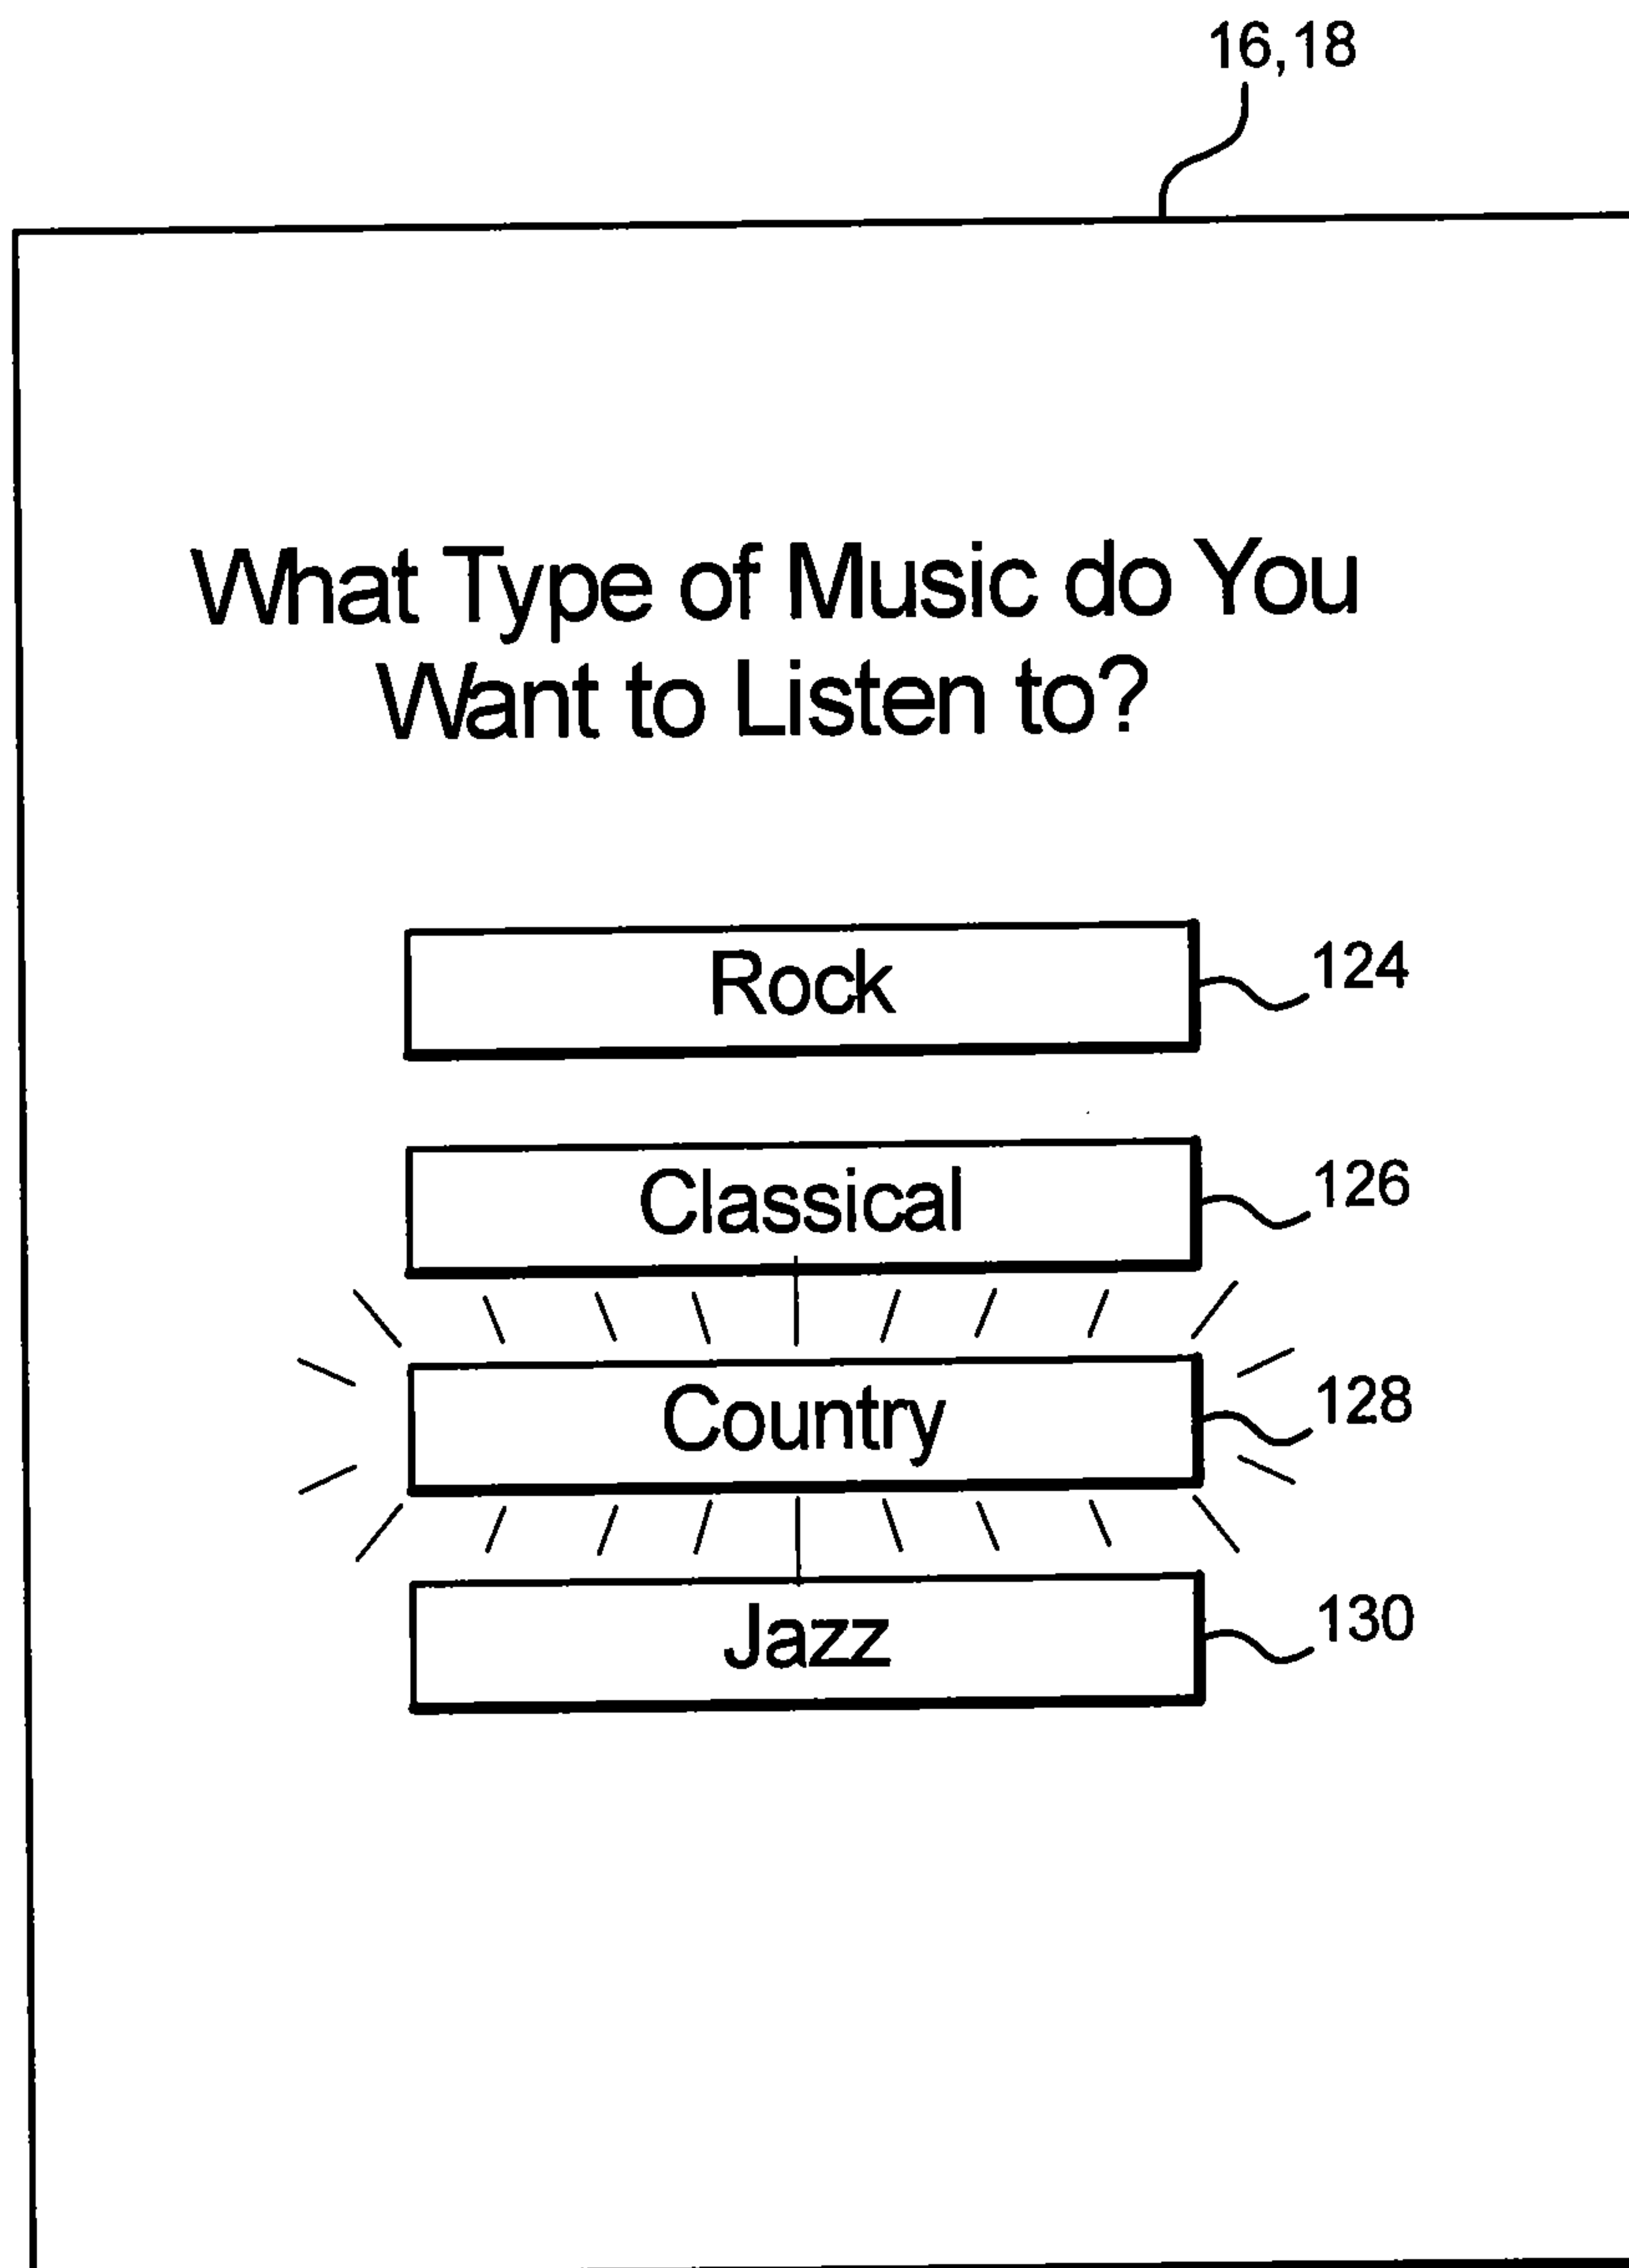 16,18
What Type of Music do You
Want to Listen to?
Rock
124
Classical
126
Country
128
Jazz
130